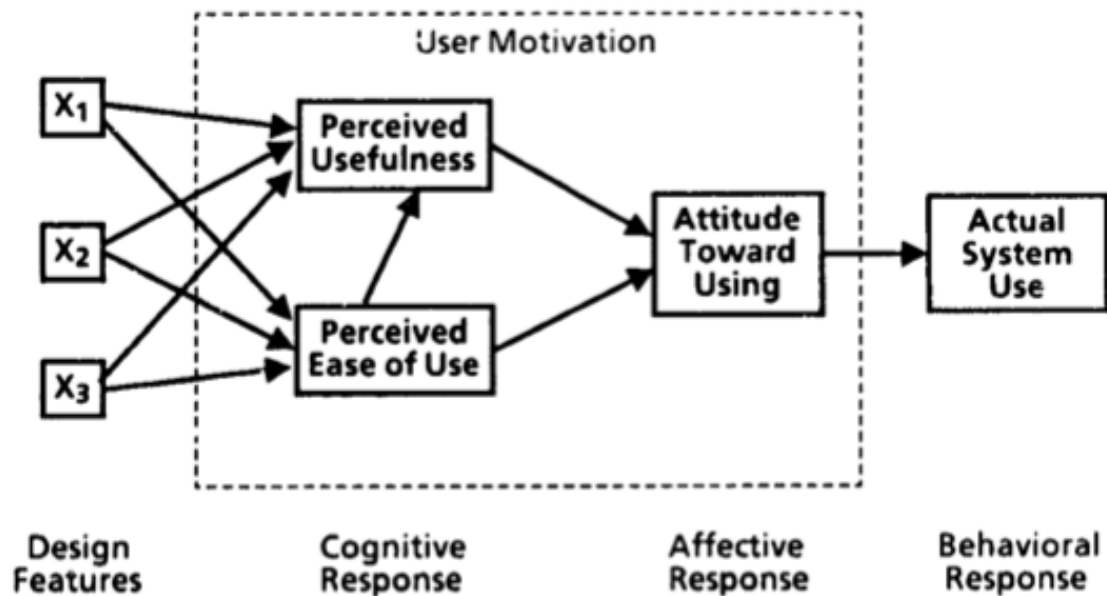 User Motivation
X1
Perceived
Usefulness
X2
Attitude
Toward
Using
Actual
System
Use
Perceived
Ease of Use
X3
Design
Features
Cognitive
Response
Affective
Response
Behavioral
Response